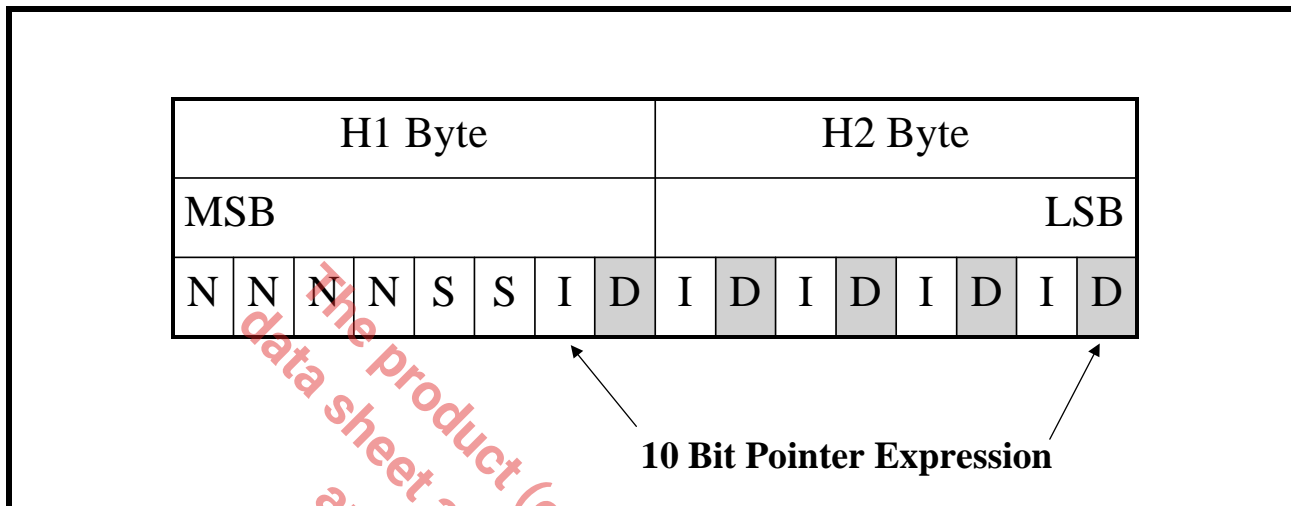 H1 Byte H2 Byte
MSB LSB
N N N N S S I D I D I D I D I D
10 Bit Pointer Expression
The product
data sheet